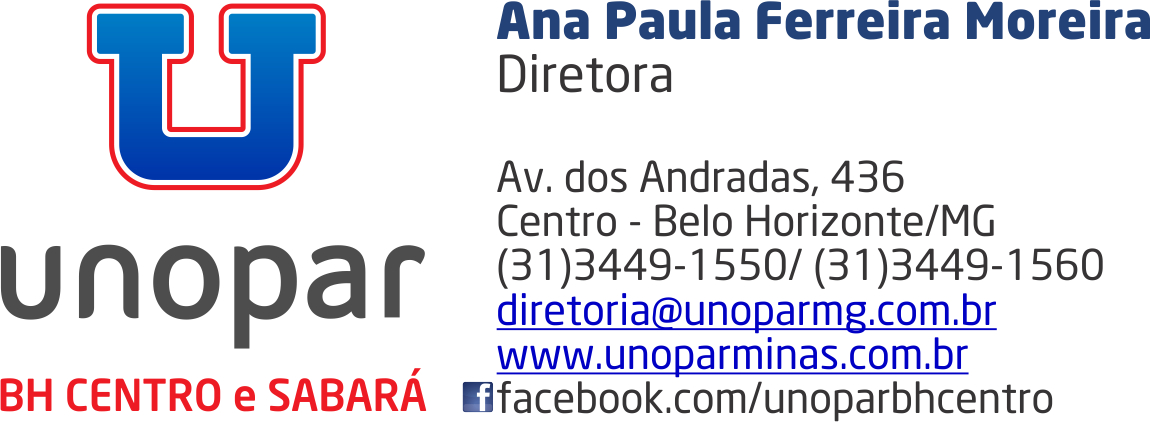 U
unopar
BH CENTRO e SABARÁ
Ana Paula Ferreira Moreira
Diretora
Av. dos Andradas, 436
Centro - Belo Horizonte/MG
(31)3449-1550/ (31)3449-1560
diretoria@unoparmg.com.br
www.unoparminas.com.br
f facebook.com/unoparbhcentro